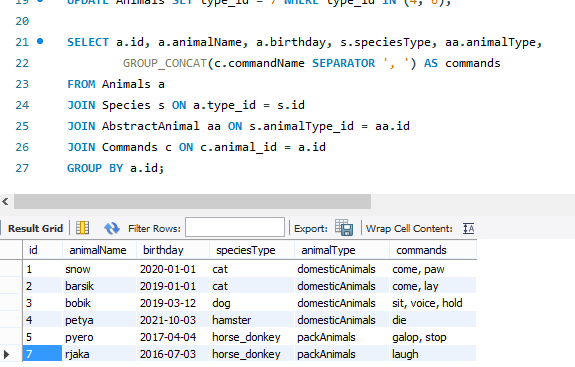 19 UPDATE Animals SET type_id = 7 WHERE type_id IN (4, 6);
20
21 SELECT a.id, a.animalName, a.birthday, s.speciesType, aa.animalType,
22 GROUP_CONCAT(c.commandName SEPARATOR ', ') AS commands
23 FROM Animals a
24 JOIN Species s ON a.type_id = s.id
25 JOIN AbstractAnimal aa ON s.animalType_id = aa.id
26 JOIN Commands c ON c.animal_id = a.id
27 GROUP BY a.id;
Result Grid Filter Rows: Export: Wrap Cell Content:
id animalName birthday speciesType animalType commands
1 snow 2020-01-01 cat domesticAnimals come, paw
2 barsik 2019-01-01 cat domesticAnimals come, lay
3 bobik 2019-03-12 dog domesticAnimals sit, voice, hold
4 petya 2021-10-03 hamster domesticAnimals die
5 pyero 2017-04-04 horse_donkey packAnimals galop, stop
7 rjaka 2016-07-03 horse_donkey packAnimals laugh